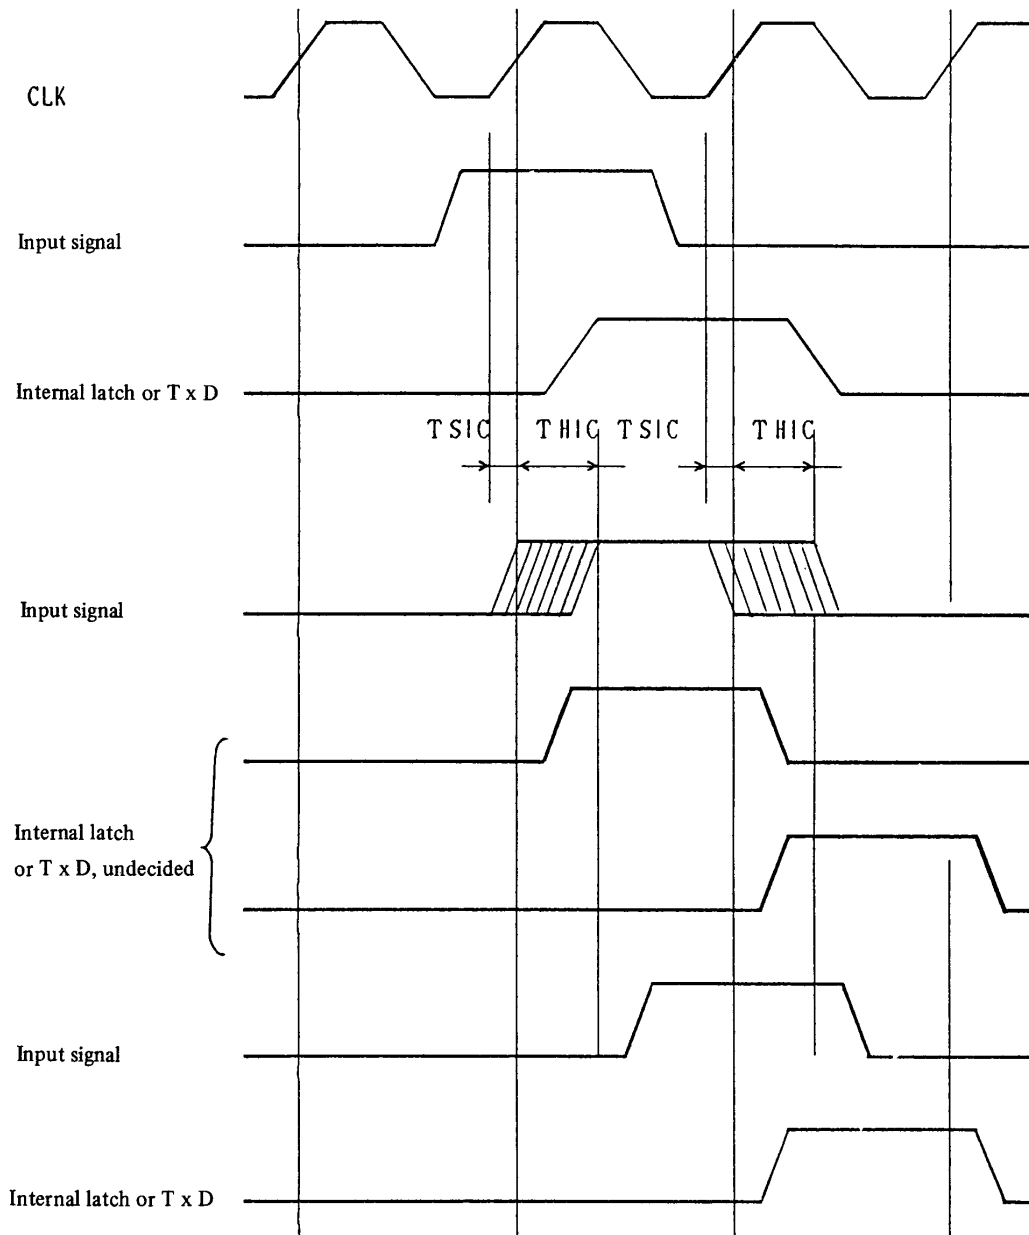 CLK
Input signal
Internal latch or T x D
TSIC THIC TSIC THIC
Input signal
Internal latch
or T x D, undecided
Input signal
Internal latch or T x D